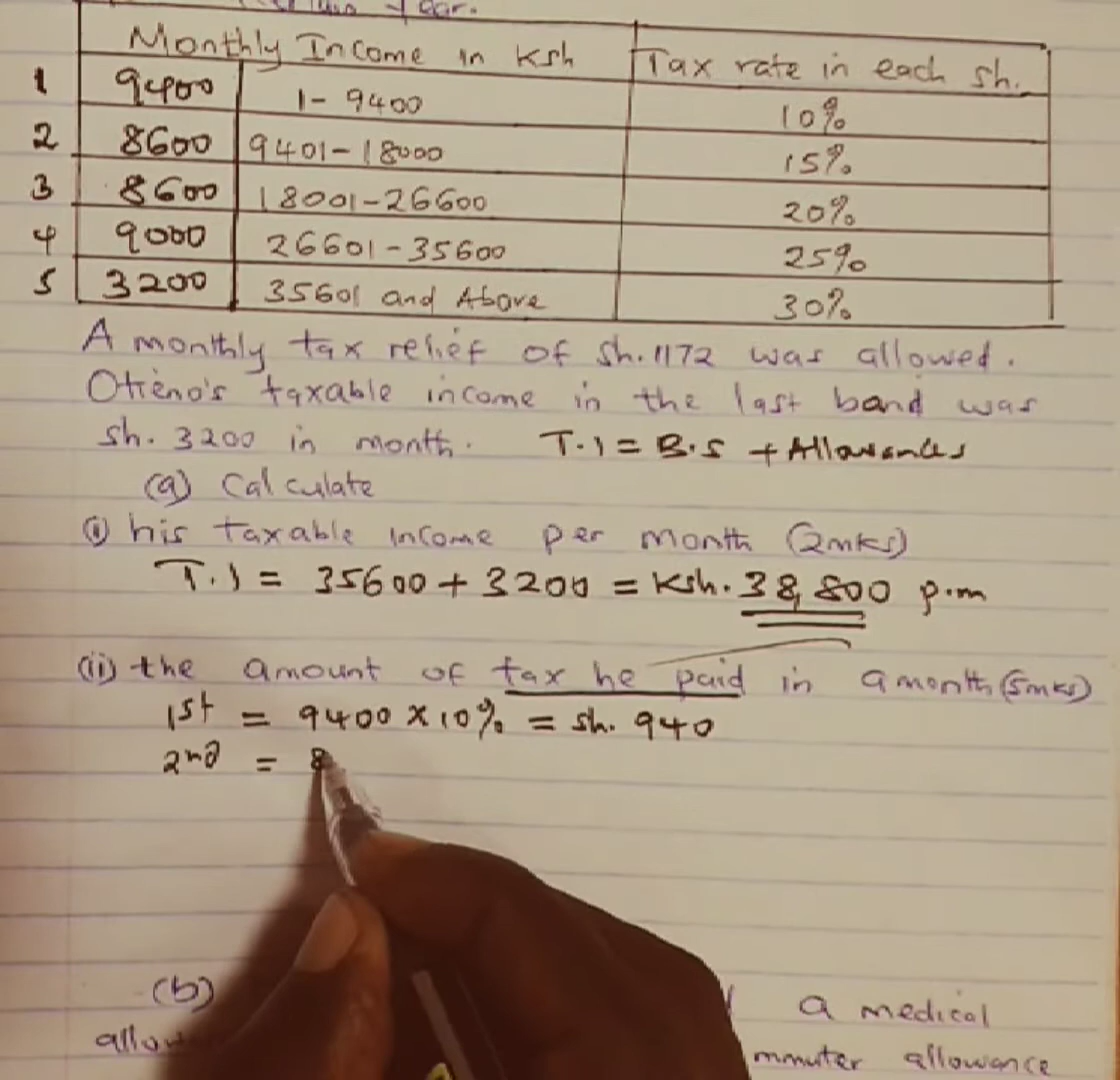 year.
Monthly Income in Ksh Tax rate in each sh.
1 9400 1-9400 10%
2 8600 9401-18000 15%
3 8600 18001-26600 20%
4 9000 26601-35600 25%
5 3200 35601 and Above 30%
A monthly tax relief of sh.1172 was allowed.
Otieno's taxable income in the last band was
sh. 3200 in month. T.I = B.S + Allowances
(a) Calculate
(i) his taxable income per month (2mks)
T.I = 35600 + 3200 = Ksh. 38,800 p.m
(ii) the amount of tax he paid in a month (5mks)
1st = 9400 × 10% = sh. 940
2nd = 8
(b) a medical
allowance